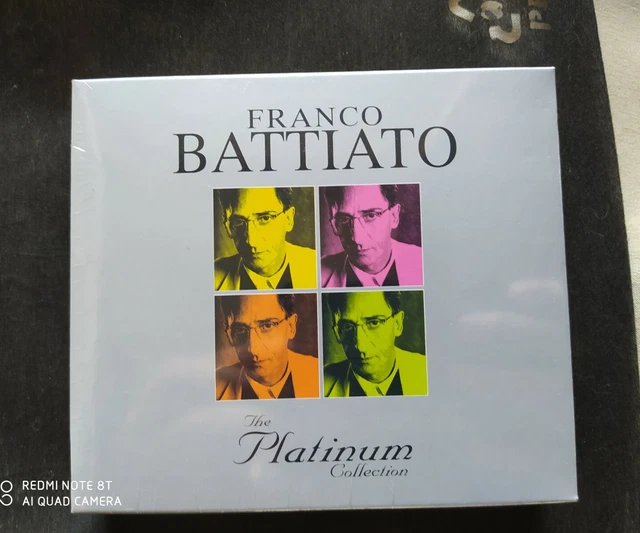 FRANCO
BATTIATO
The
Platinum
Collection
REDMI NOTE 8T
AI QUAD CAMERA